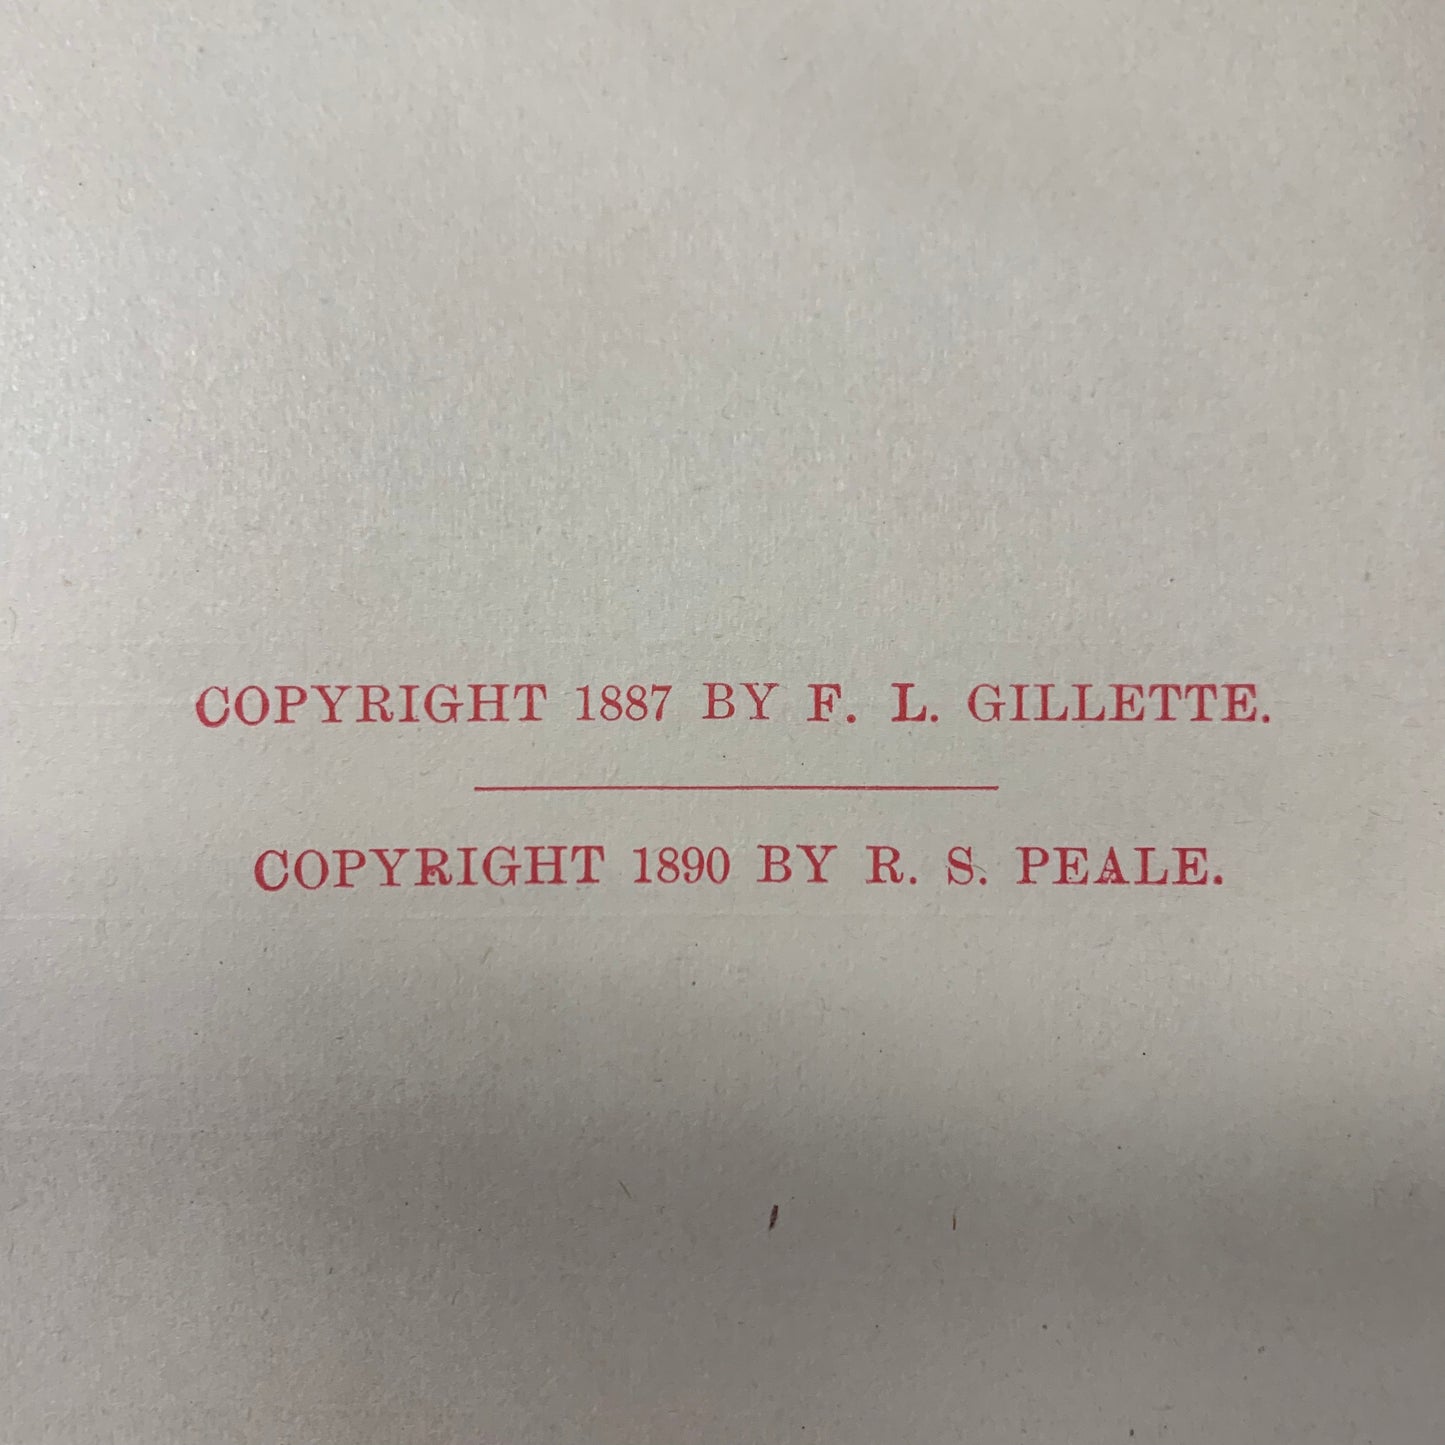 COPYRIGHT 1887 BY F. L. GILLETTE.
COPYRIGHT 1890 BY R. S. PEALE.